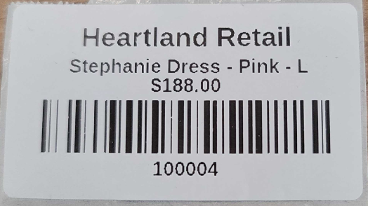 Heartland Retail
Stephanie Dress - Pink - L
$188.00
100004